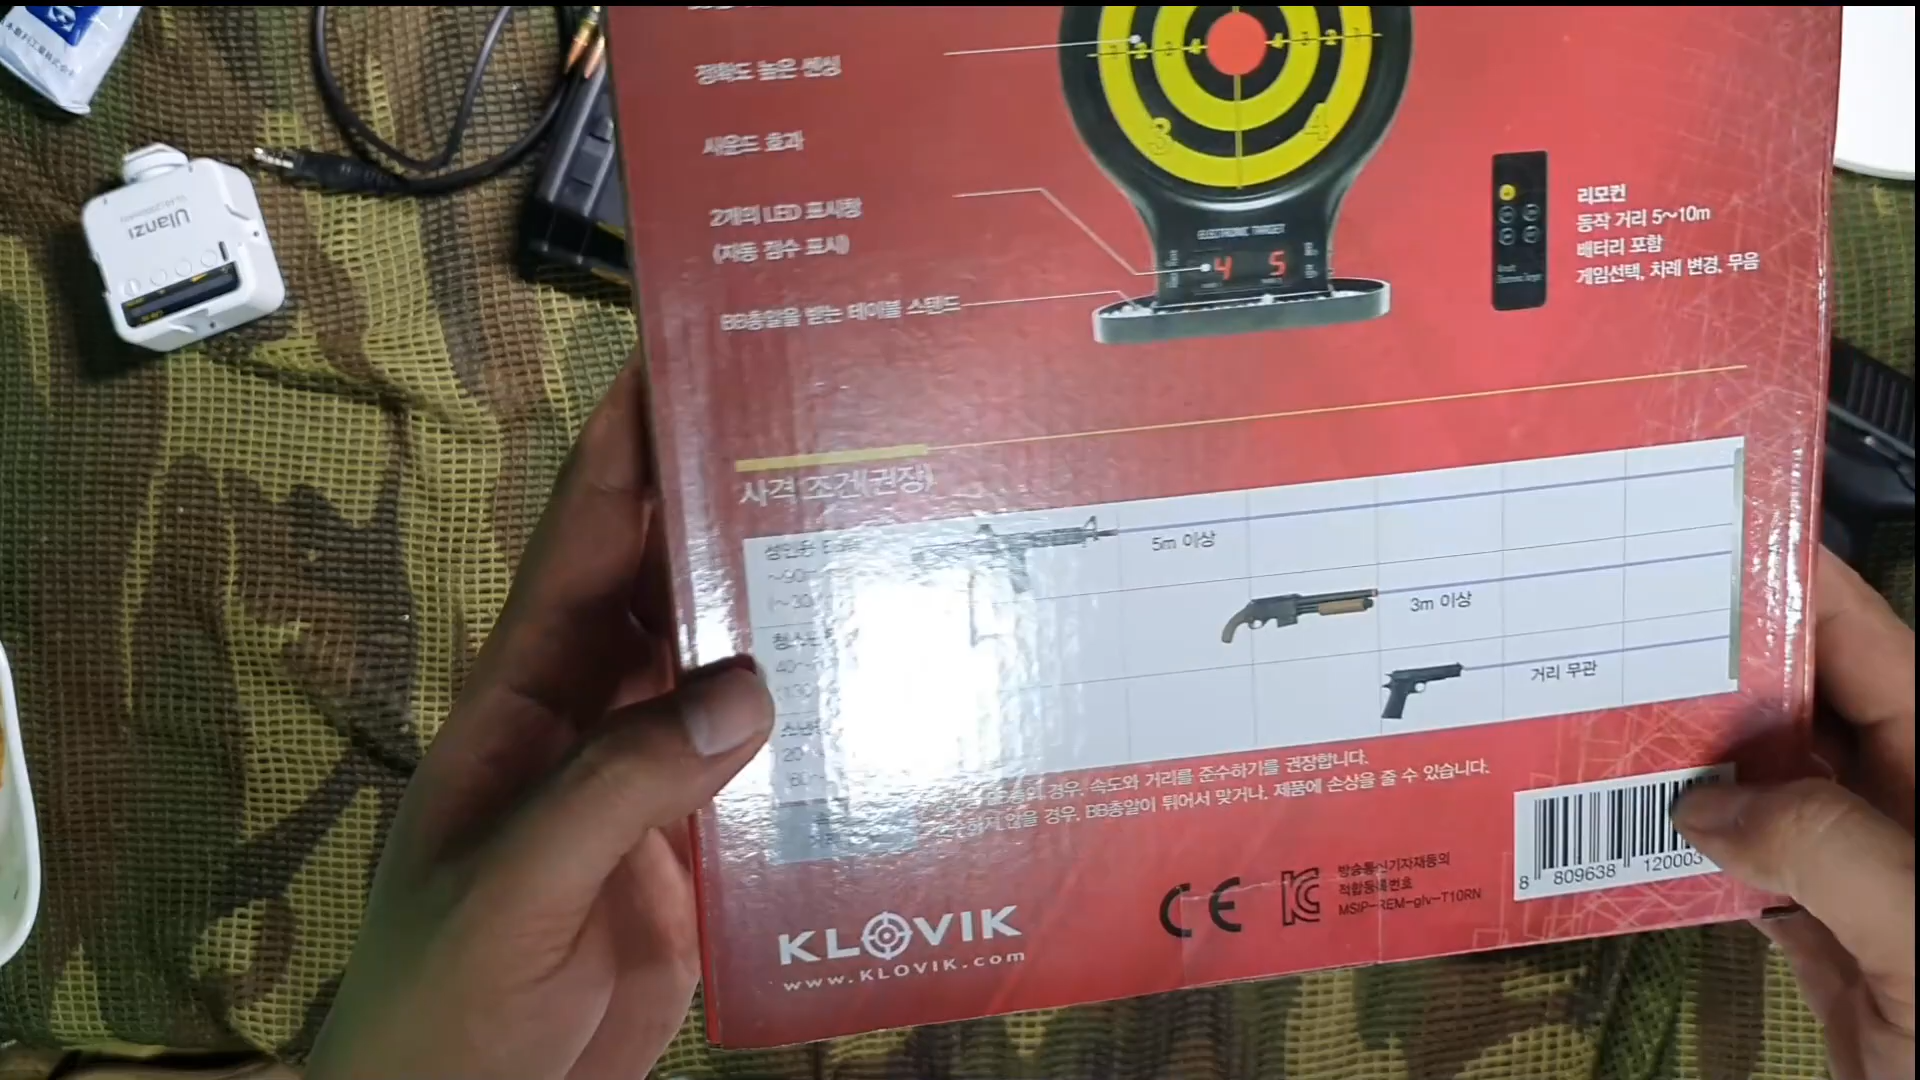 정확도 높은 센싱
사운드 효과
2개의 LED 표시창
(자동 점수 표시)
BB총알을 받는 테이블 스탠드
ELECTRONIC TARGET
4 5
3 4
리모컨
동작 거리 5~10m
배터리 포함
게임선택, 차례 변경, 무음
Ulanzi
사격 조건(권장)
성인용
5m 이상
3m 이상
거리 무관
경우, 속도와 거리를 준수하기를 권장합니다.
않을 경우, BB총알이 튀어서 맞거나, 제품에 손상을 줄 수 있습니다.
8 809638 120003
방송통신기자재등의
적합등록번호
MSIP-REM-glv-T10RN
CE
KLOVIK
www.KLOVIK.com